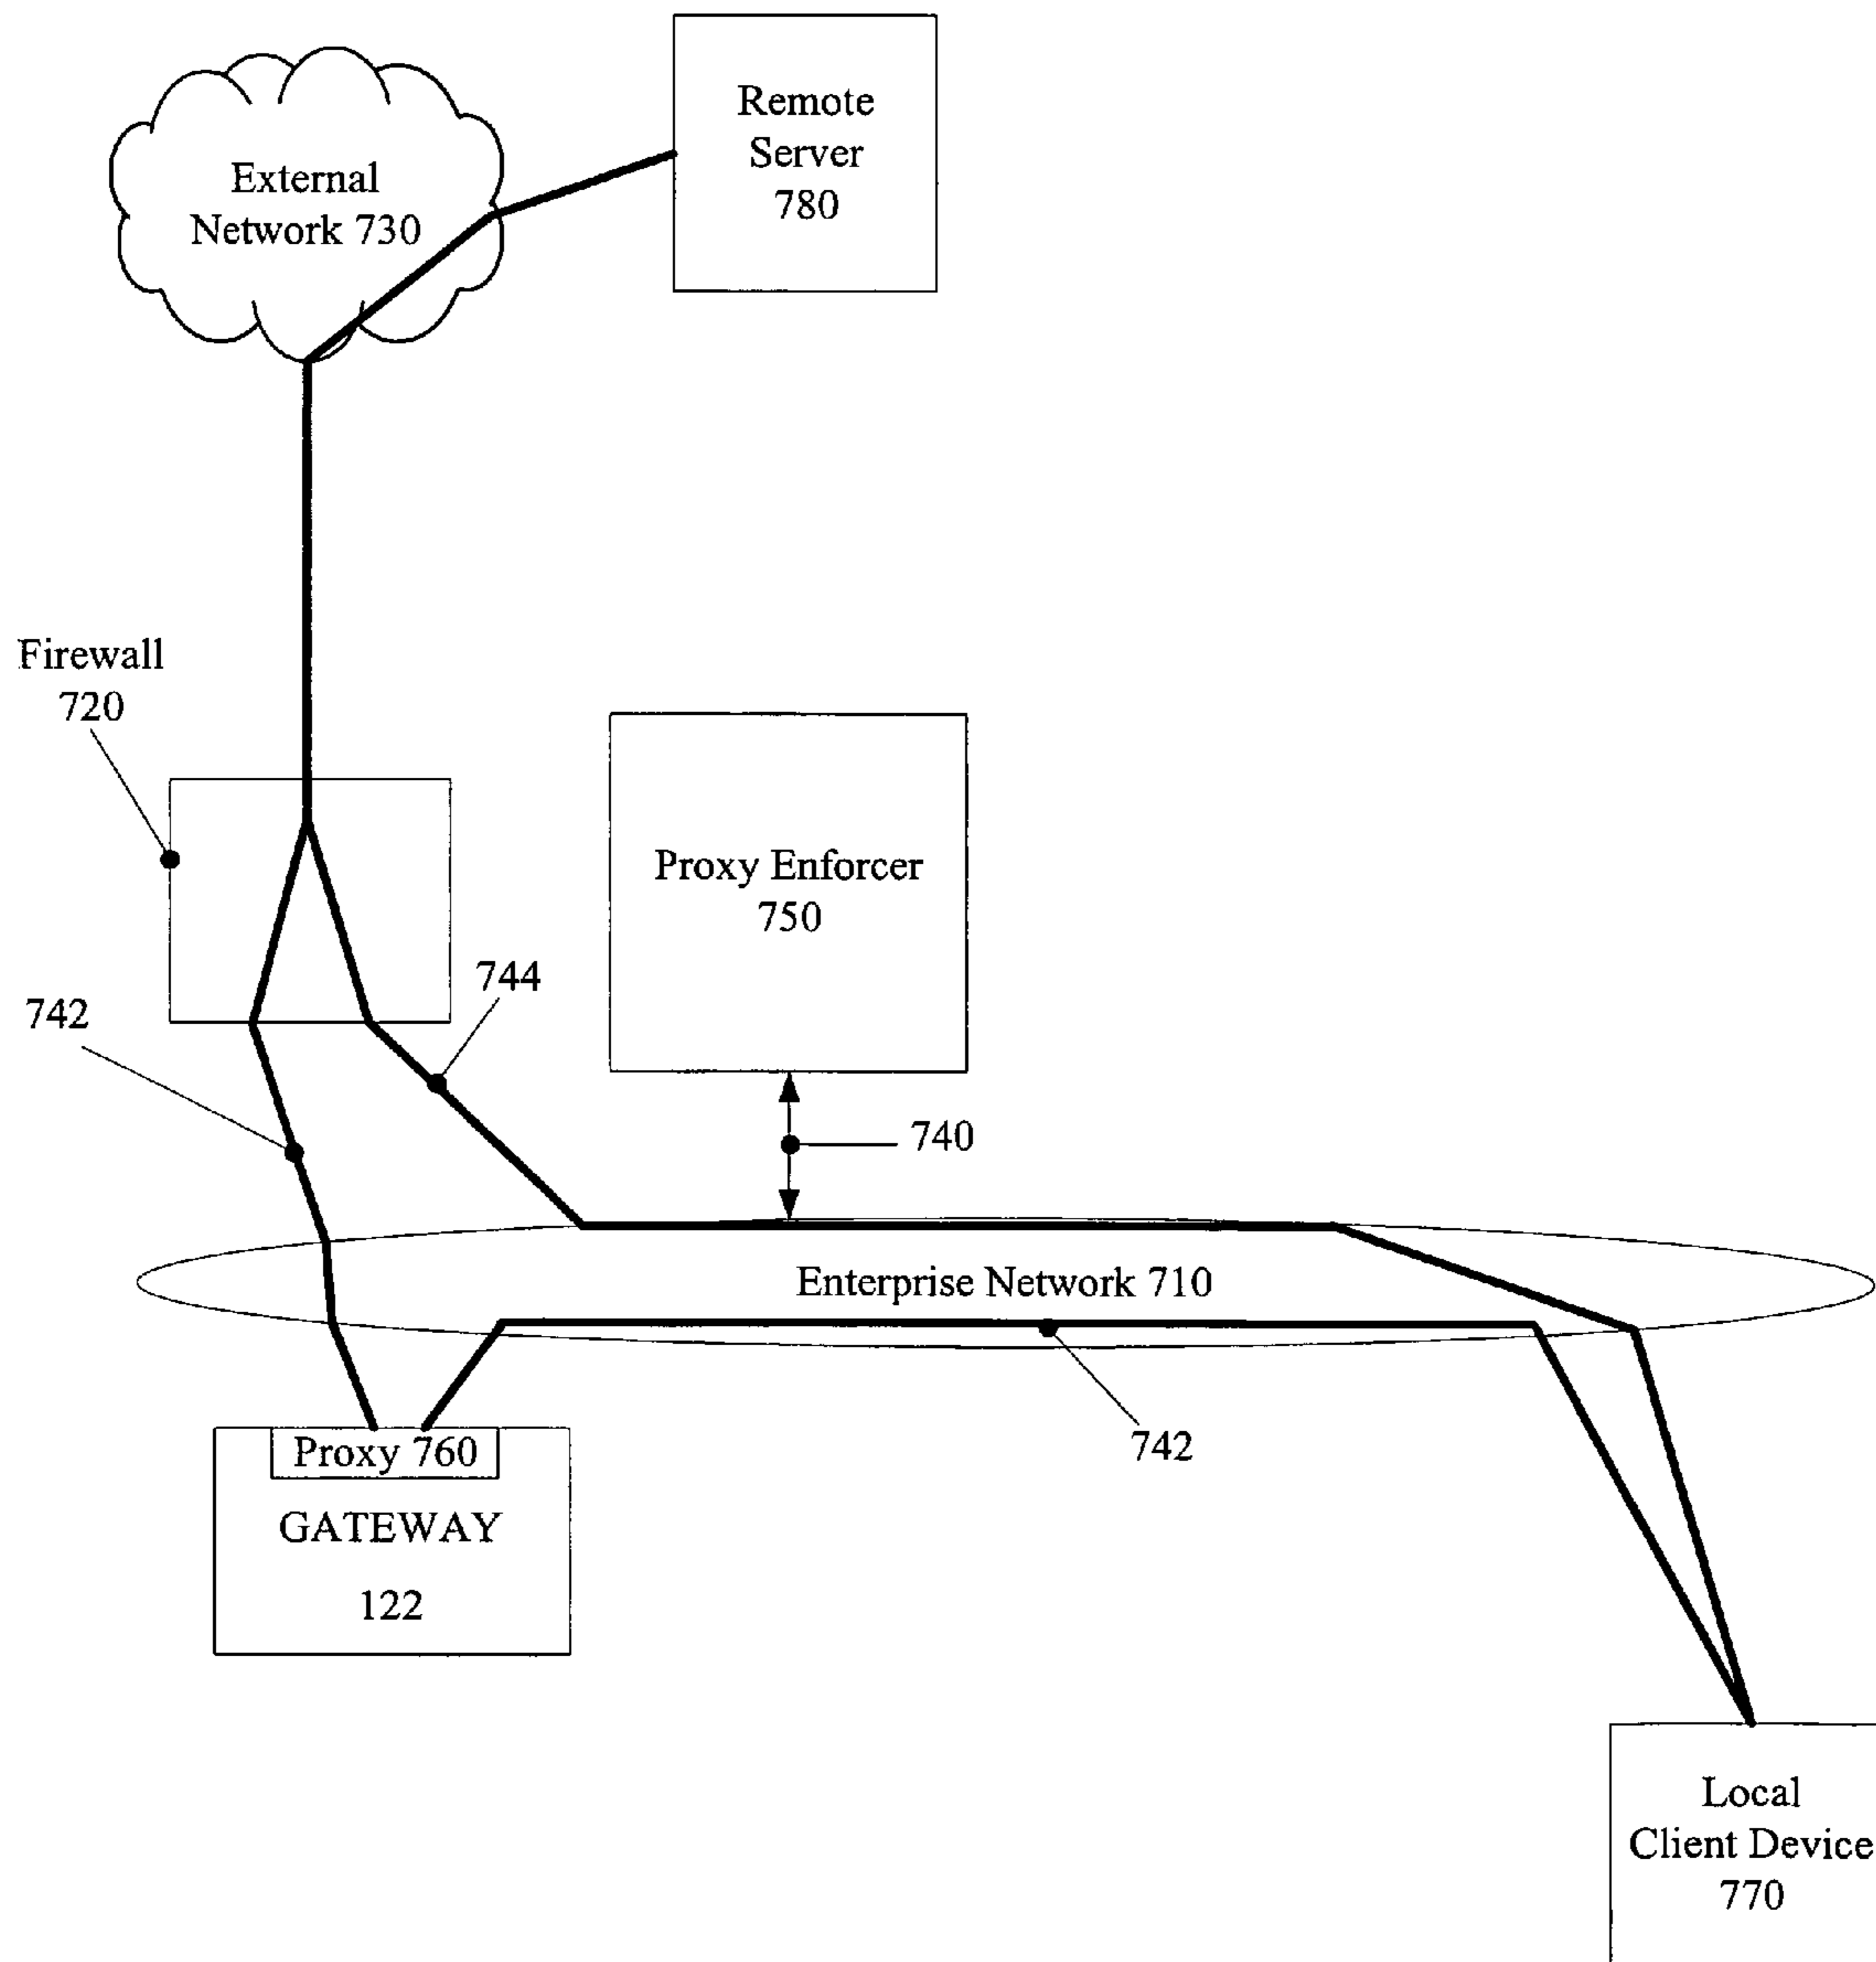 Remote
Server
780
External
Network 730
Firewall
720
Proxy Enforcer
750
744
742
740
Enterprise Network 710
742
Proxy 760
GATEWAY
122
Local
Client Device
770